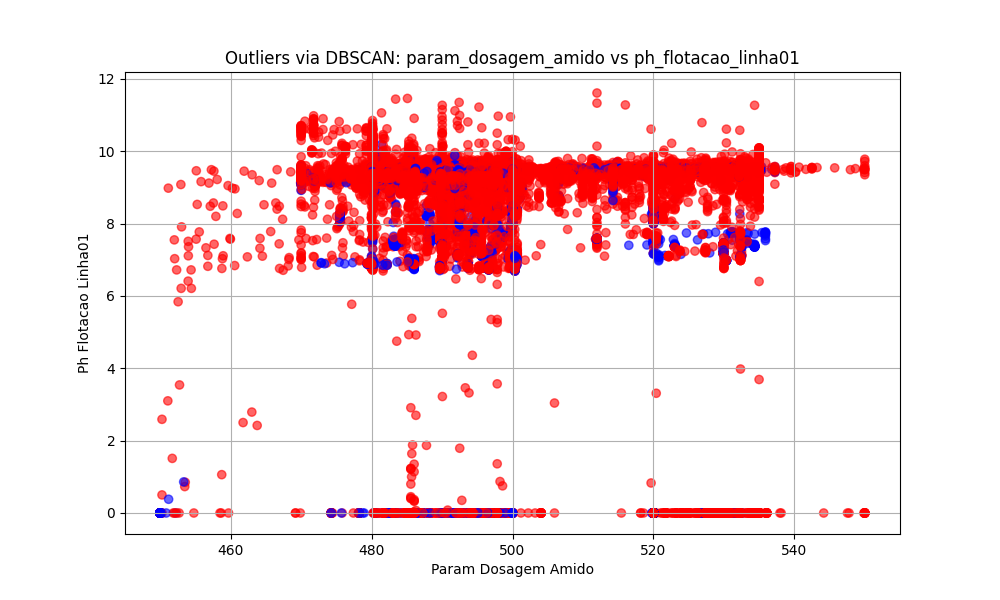 Outliers via DBSCAN: param_dosagem_amido vs ph_flotacao_linha01
12
10
8
6
4
2
0
Ph Flotacao Linha01
460 480 500 520 540
Param Dosagem Amido